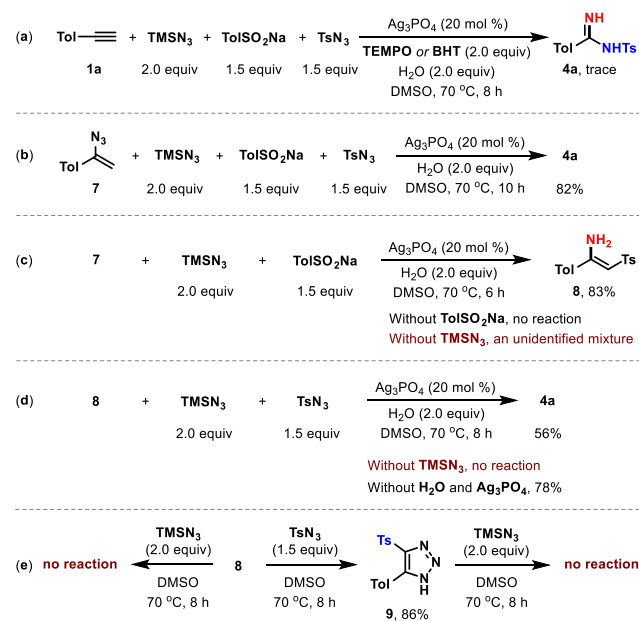 (a) Tol + TMSN₃ + TolSO₂Na + TsN₃ Ag₃PO₄ (20 mol %) NH
TEMPO or BHT (2.0 equiv) Tol NHTs
1a 2.0 equiv 1.5 equiv 1.5 equiv H₂O (2.0 equiv) 4a, trace
DMSO, 70 °C, 8 h
N₃
(b) Tol + TMSN₃ + TolSO₂Na + TsN₃ Ag₃PO₄ (20 mol %) 4a
H₂O (2.0 equiv)
7 2.0 equiv 1.5 equiv 1.5 equiv DMSO, 70 °C, 10 h 82%
(c) 7 + TMSN₃ + TolSO₂Na Ag₃PO₄ (20 mol %) NH₂
H₂O (2.0 equiv) Tol Ts
2.0 equiv 1.5 equiv DMSO, 70 °C, 6 h 8, 83%
Without TolSO₂Na, no reaction
Without TMSN₃, an unidentified mixture
(d) 8 + TMSN₃ + TsN₃ Ag₃PO₄ (20 mol %) 4a
H₂O (2.0 equiv)
2.0 equiv 1.5 equiv DMSO, 70 °C, 8 h 56%
Without TMSN₃, no reaction
Without H₂O and Ag₃PO₄, 78%
TMSN₃ TsN₃ TMSN₃
(2.0 equiv) (1.5 equiv) Ts N (2.0 equiv)
(e) no reaction 8 N no reaction
DMSO DMSO Tol N H DMSO
70 °C, 8 h 70 °C, 8 h 9, 86% 70 °C, 8 h